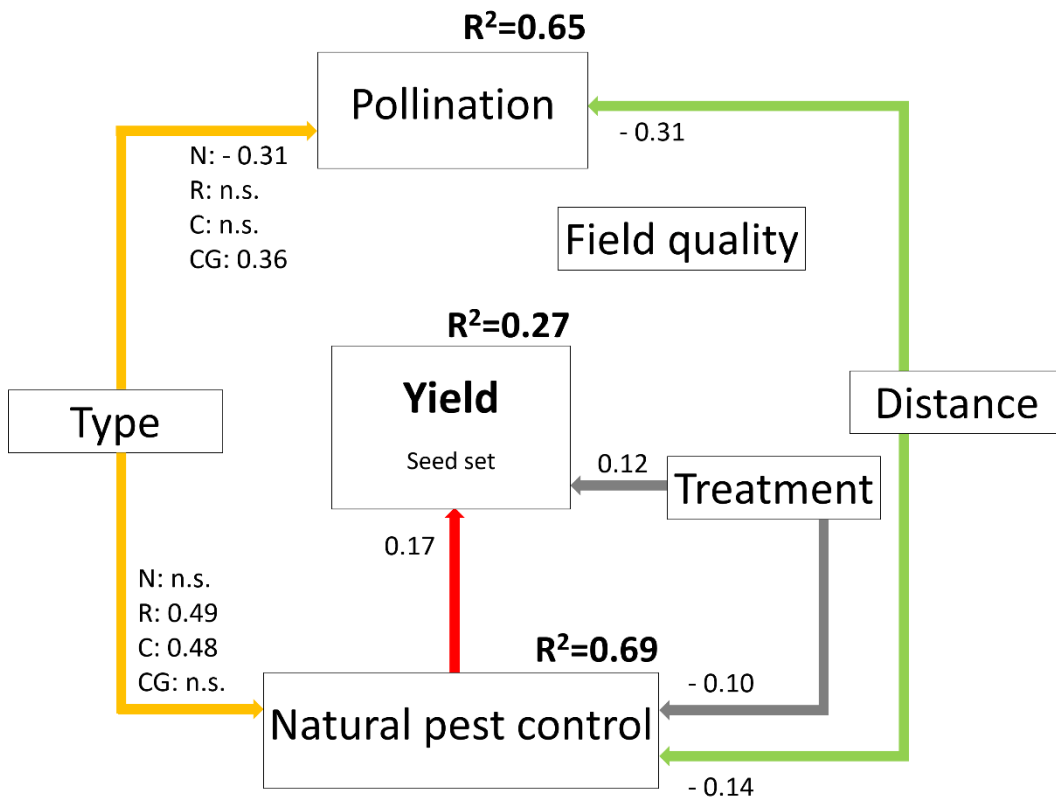 R²=0.65
Pollination
- 0.31
N: - 0.31
R: n.s.
C: n.s.
CG: 0.36
Field quality
R²=0.27
Yield
Seed set
Type
Distance
0.12
Treatment
0.17
N: n.s.
R: 0.49
C: 0.48
CG: n.s.
R²=0.69
Natural pest control
- 0.10
- 0.14